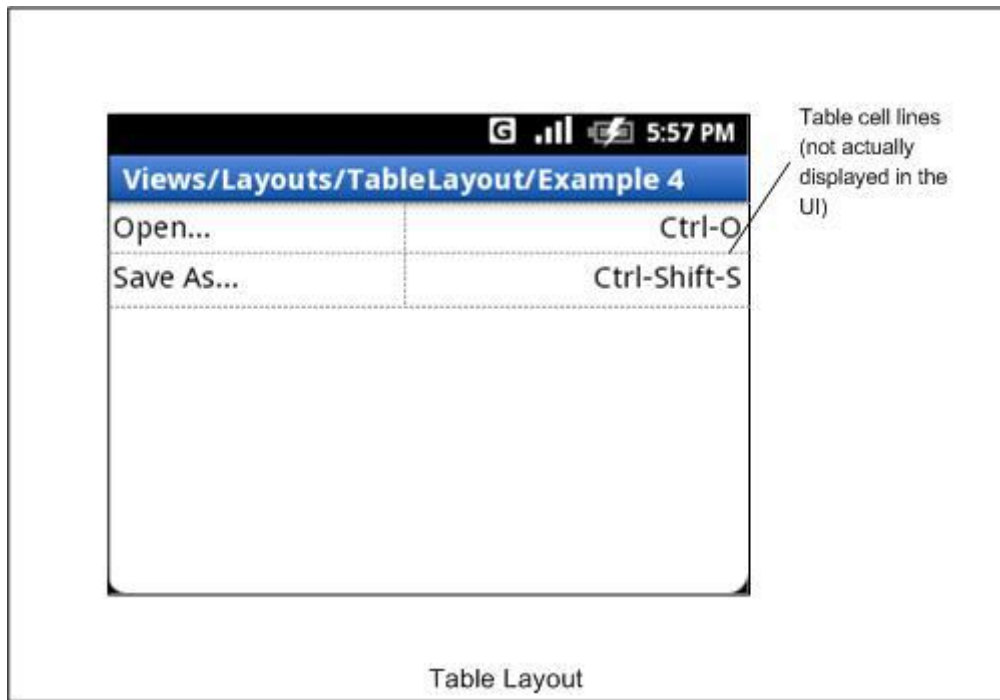 G 5:57 PM
Views/Layouts/TableLayout/Example 4
Open... Ctrl-O
Save As... Ctrl-Shift-S
Table cell lines
(not actually
displayed in the
UI)
Table Layout